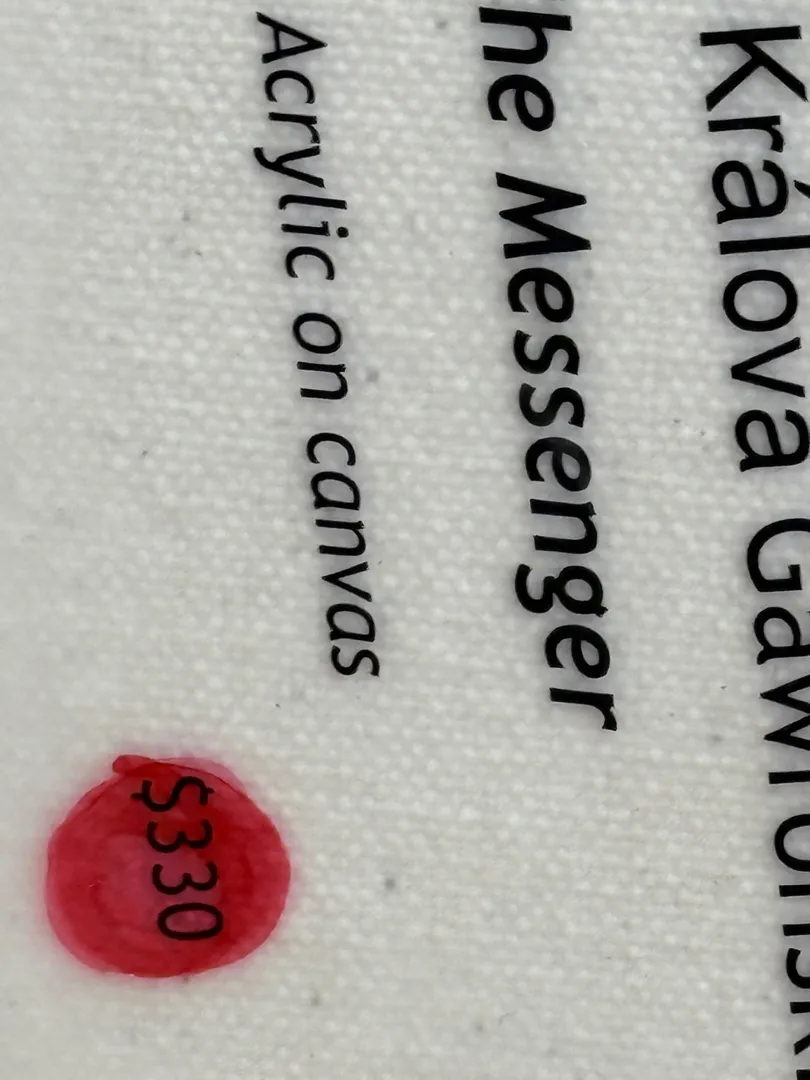 Králova
he Messenger
Acrylic on canvas
$330